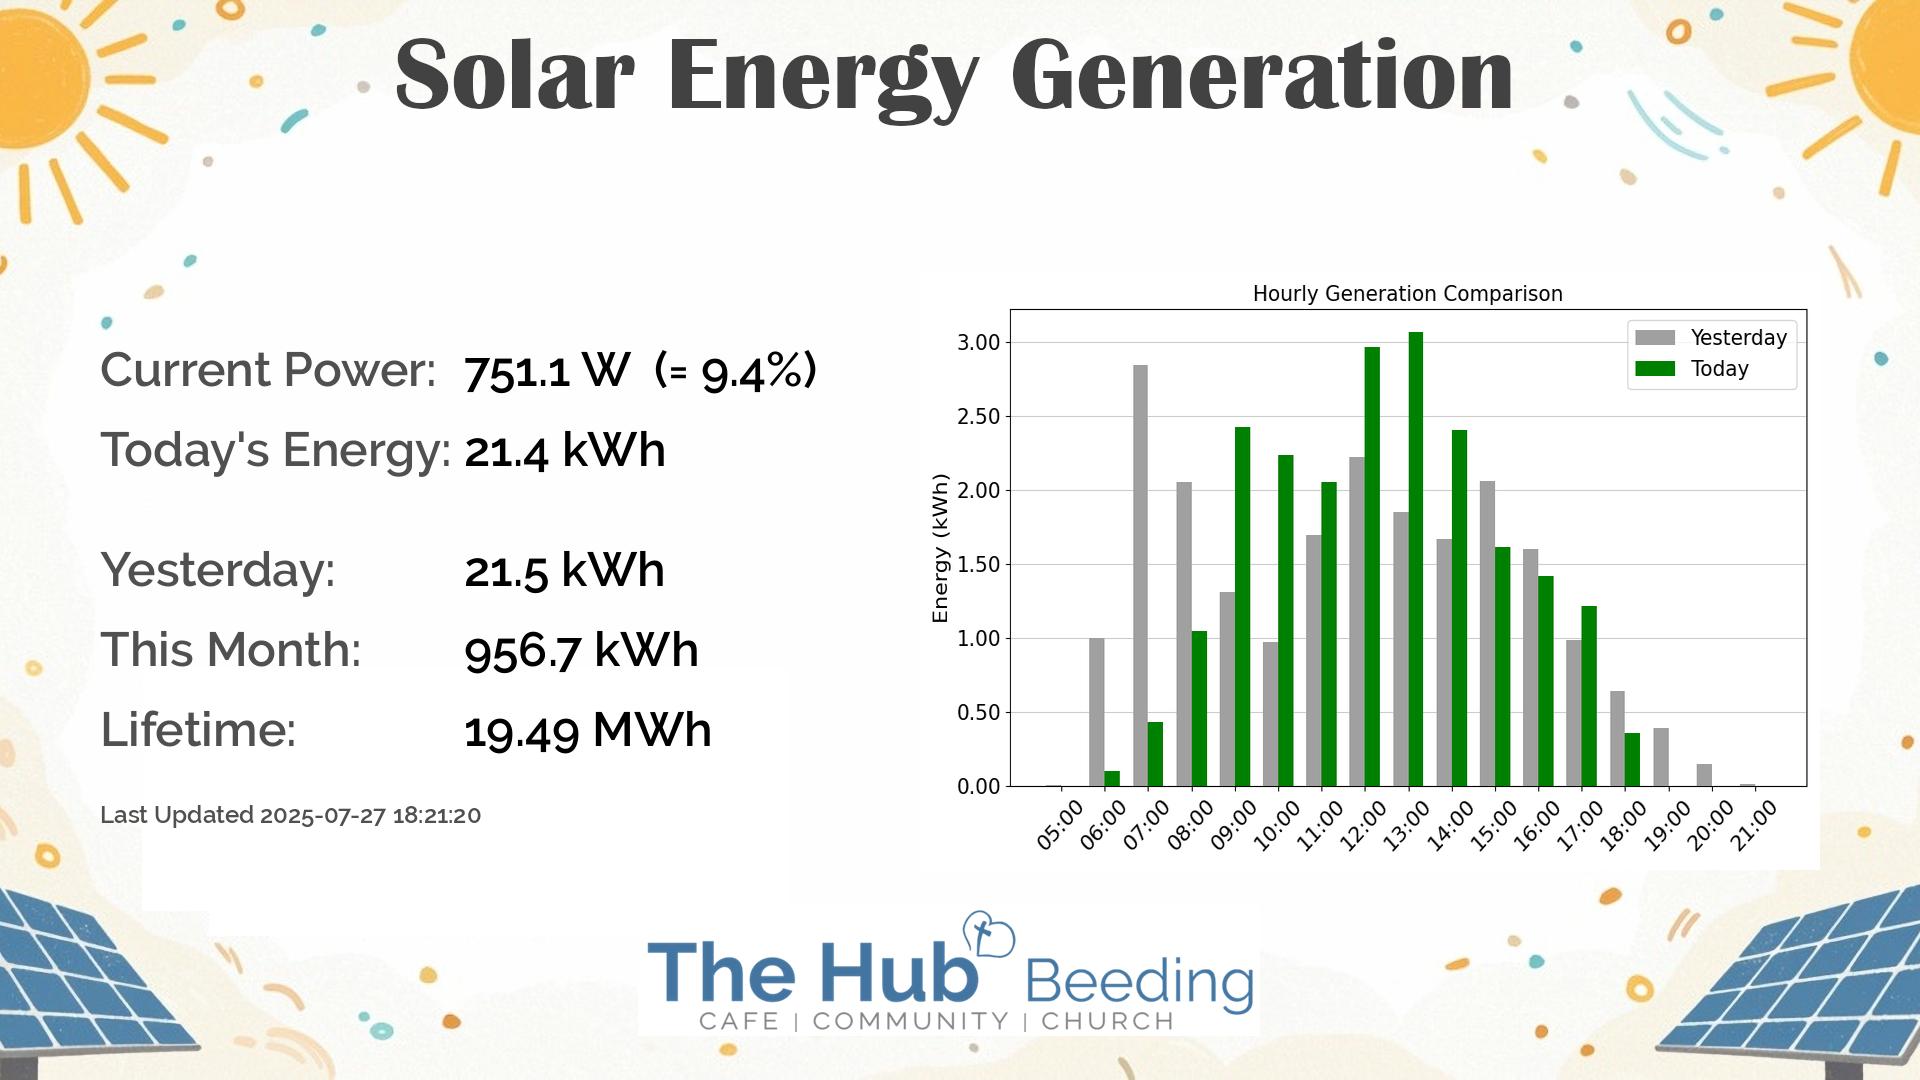 Solar Energy Generation
Current Power: 751.1 W (= 9.4%)
Today's Energy: 21.4 kWh
Yesterday: 21.5 kWh
This Month: 956.7 kWh
Lifetime: 19.49 MWh
Last Updated 2025-07-27 18:21:20
Hourly Generation Comparison
Yesterday
Today
Energy (kWh)
3.00
2.50
2.00
1.50
1.00
0.50
0.00
05:00 06:00 07:00 08:00 09:00 10:00 11:00 12:00 13:00 14:00 15:00 16:00 17:00 18:00 19:00 20:00 21:00
The Hub Beeding
CAFE | COMMUNITY | CHURCH